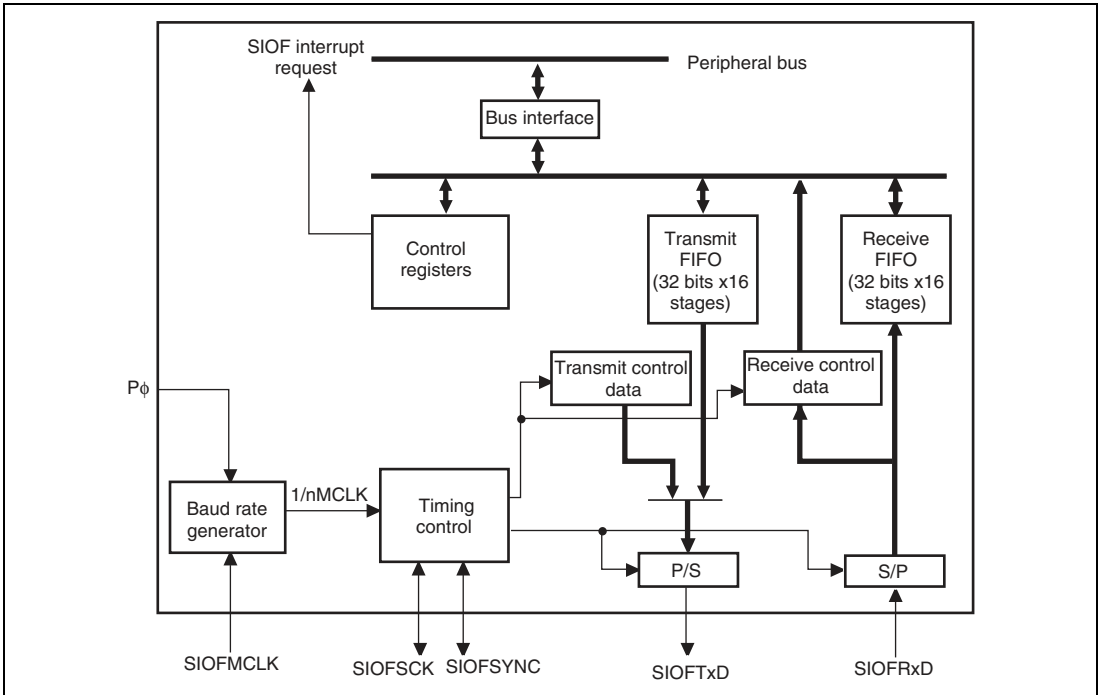 SIOF interrupt
request
Peripheral bus
Bus interface
Control
registers
Transmit
FIFO
(32 bits x16
stages)
Receive
FIFO
(32 bits x16
stages)
Transmit control
data
Receive control
data
Pϕ
Baud rate
generator
1/nMCLK
Timing
control
P/S
S/P
SIOFMCLK
SIOFSCK
SIOFSYNC
SIOFTxD
SIOFRxD